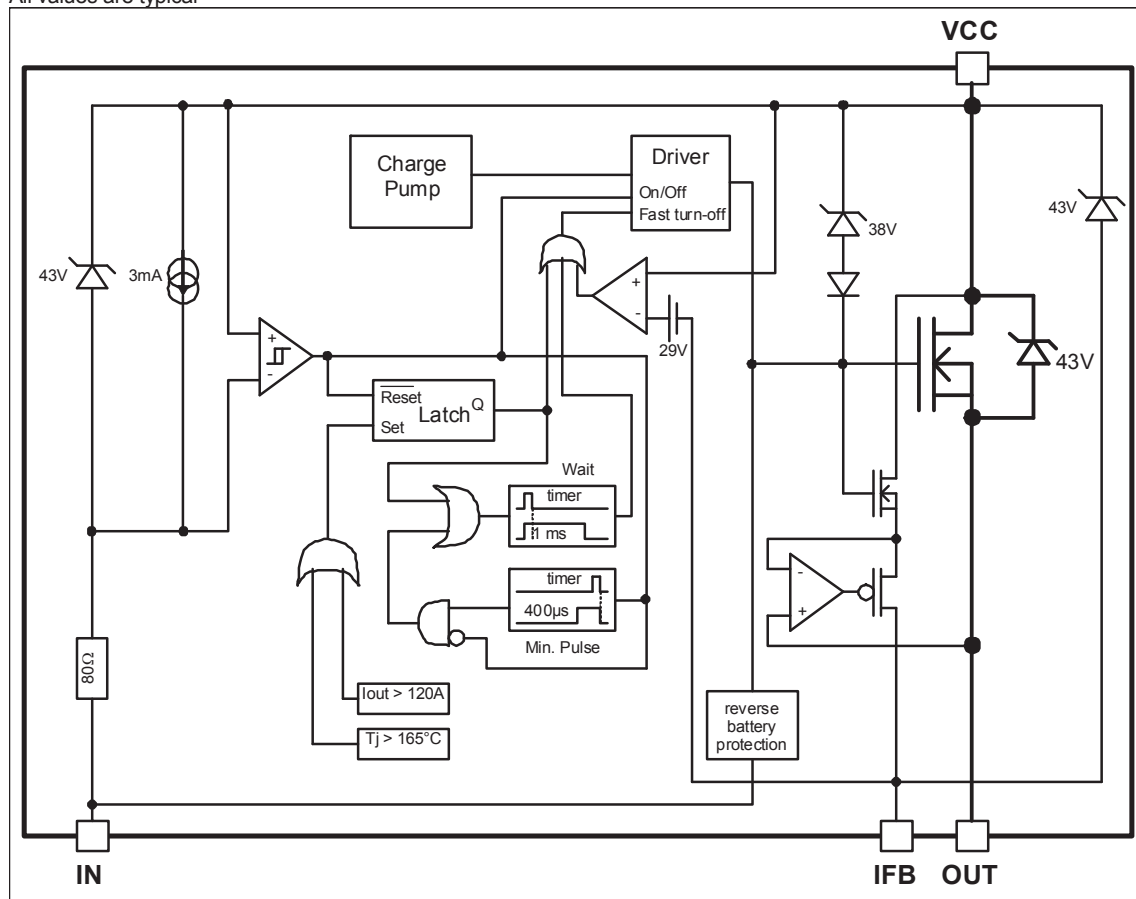 All values are typical
VCC
Charge
Pump
Driver
On/Off
Fast turn-off
43V
3mA
38V
43V
+
-
29V
+
-
43V
Reset
Latch
Q
Set
Wait
timer
1 ms
timer
400µs
Min. Pulse
-
+
80Ω
Iout > 120A
Tj > 165°C
reverse
battery
protection
IN
IFB
OUT